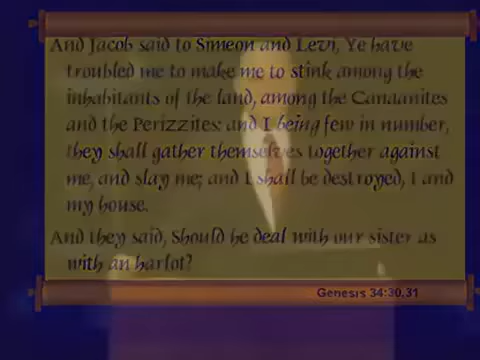 And Jacob said to Simeon and Levi, Ye have
troubled me to make me to stink among the
inhabitants of the land, among the Canaanites
and the Perizzites: and I being few in number,
they shall gather themselves together against
me, and slay me; and I shall be destroyed, I and
my house.
And they said, Should he deal with our sister as
with an harlot?
Genesis 34:30,31